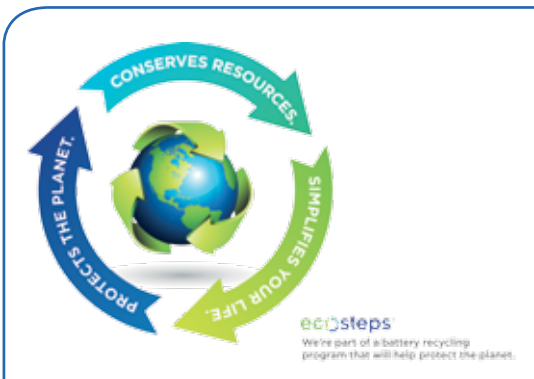 CONSERVES RESOURCES.
SIMPLIFIES YOUR LIFE.
PROTECTS THE PLANET.
ecosteps
We're part of a battery recycling
program that will help protect the planet.